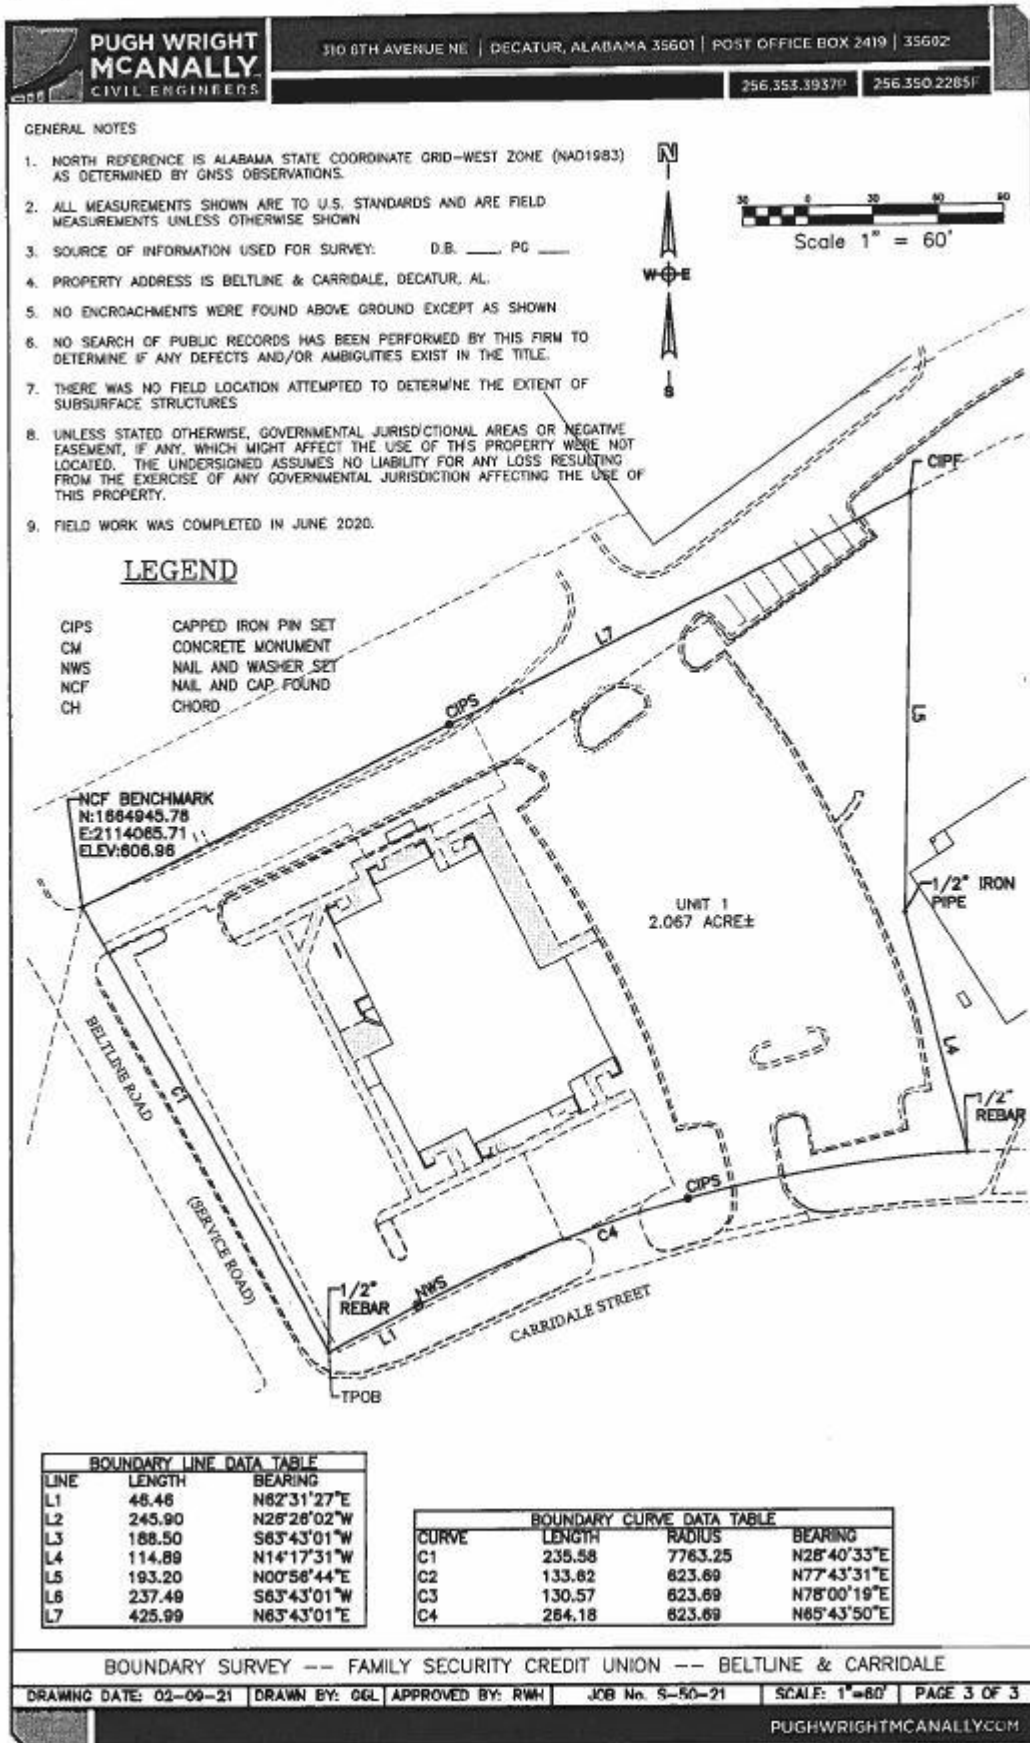 PUGH WRIGHT
MCANALLY
CIVIL ENGINEERS
310 8TH AVENUE NE | DECATUR, ALABAMA 35601 | POST OFFICE BOX 2419 | 35602
256.353.3937P 256.350.2285F
GENERAL NOTES
1. NORTH REFERENCE IS ALABAMA STATE COORDINATE GRID-WEST ZONE (NAD1983)
AS DETERMINED BY GNSS OBSERVATIONS.
2. ALL MEASUREMENTS SHOWN ARE TO U.S. STANDARDS AND ARE FIELD
MEASUREMENTS UNLESS OTHERWISE SHOWN
3. SOURCE OF INFORMATION USED FOR SURVEY: D.B. ____, PG ____
4. PROPERTY ADDRESS IS BELTLINE & CARRIDALE, DECATUR, AL.
5. NO ENCROACHMENTS WERE FOUND ABOVE GROUND EXCEPT AS SHOWN
6. NO SEARCH OF PUBLIC RECORDS HAS BEEN PERFORMED BY THIS FIRM TO
DETERMINE IF ANY DEFECTS AND/OR AMBIGUITIES EXIST IN THE TITLE.
7. THERE WAS NO FIELD LOCATION ATTEMPTED TO DETERMINE THE EXTENT OF
SUBSURFACE STRUCTURES
8. UNLESS STATED OTHERWISE, GOVERNMENTAL JURISDICTIONAL AREAS OR NEGATIVE
EASEMENT, IF ANY, WHICH MIGHT AFFECT THE USE OF THIS PROPERTY WERE NOT
LOCATED. THE UNDERSIGNED ASSUMES NO LIABILITY FOR ANY LOSS RESULTING
FROM THE EXERCISE OF ANY GOVERNMENTAL JURISDICTION AFFECTING THE USE OF
THIS PROPERTY.
9. FIELD WORK WAS COMPLETED IN JUNE 2020.
N
W E
S
30 0 30 60 90
Scale 1" = 60'
LEGEND
CIPS CAPPED IRON PIN SET
CM CONCRETE MONUMENT
NWS NAIL AND WASHER SET
NCF NAIL AND CAP FOUND
CH CHORD
CIPF
L7
CIPS
L5
NCF BENCHMARK
N:1664945.78
E:2114065.71
ELEV:606.96
1/2" IRON
PIPE
UNIT 1
2.067 ACRE±
BELTLINE ROAD
C1
L4
1/2"
REBAR
(SERVICE ROAD)
CIPS
C4
1/2"
REBAR
NWS
L1
CARRIDALE STREET
TPOB
BOUNDARY LINE DATA TABLE
LINE LENGTH BEARING
L1 46.46 N62°31'27"E
L2 245.90 N26°26'02"W
L3 188.50 S63°43'01"W
L4 114.89 N14°17'31"W
L5 193.20 N00°56'44"E
L6 237.49 S63°43'01"W
L7 425.99 N63°43'01"E
BOUNDARY CURVE DATA TABLE
CURVE LENGTH RADIUS BEARING
C1 235.58 7763.25 N28°40'33"E
C2 133.62 623.69 N77°43'31"E
C3 130.57 623.69 N78°00'19"E
C4 264.18 623.69 N65°43'50"E
BOUNDARY SURVEY -- FAMILY SECURITY CREDIT UNION -- BELTLINE & CARRIDALE
DRAWING DATE: 02-09-21 DRAWN BY: GGL APPROVED BY: RWH JOB No. S-50-21 SCALE: 1"=60' PAGE 3 OF 3
PUGHWRIGHTMCANALLY.COM